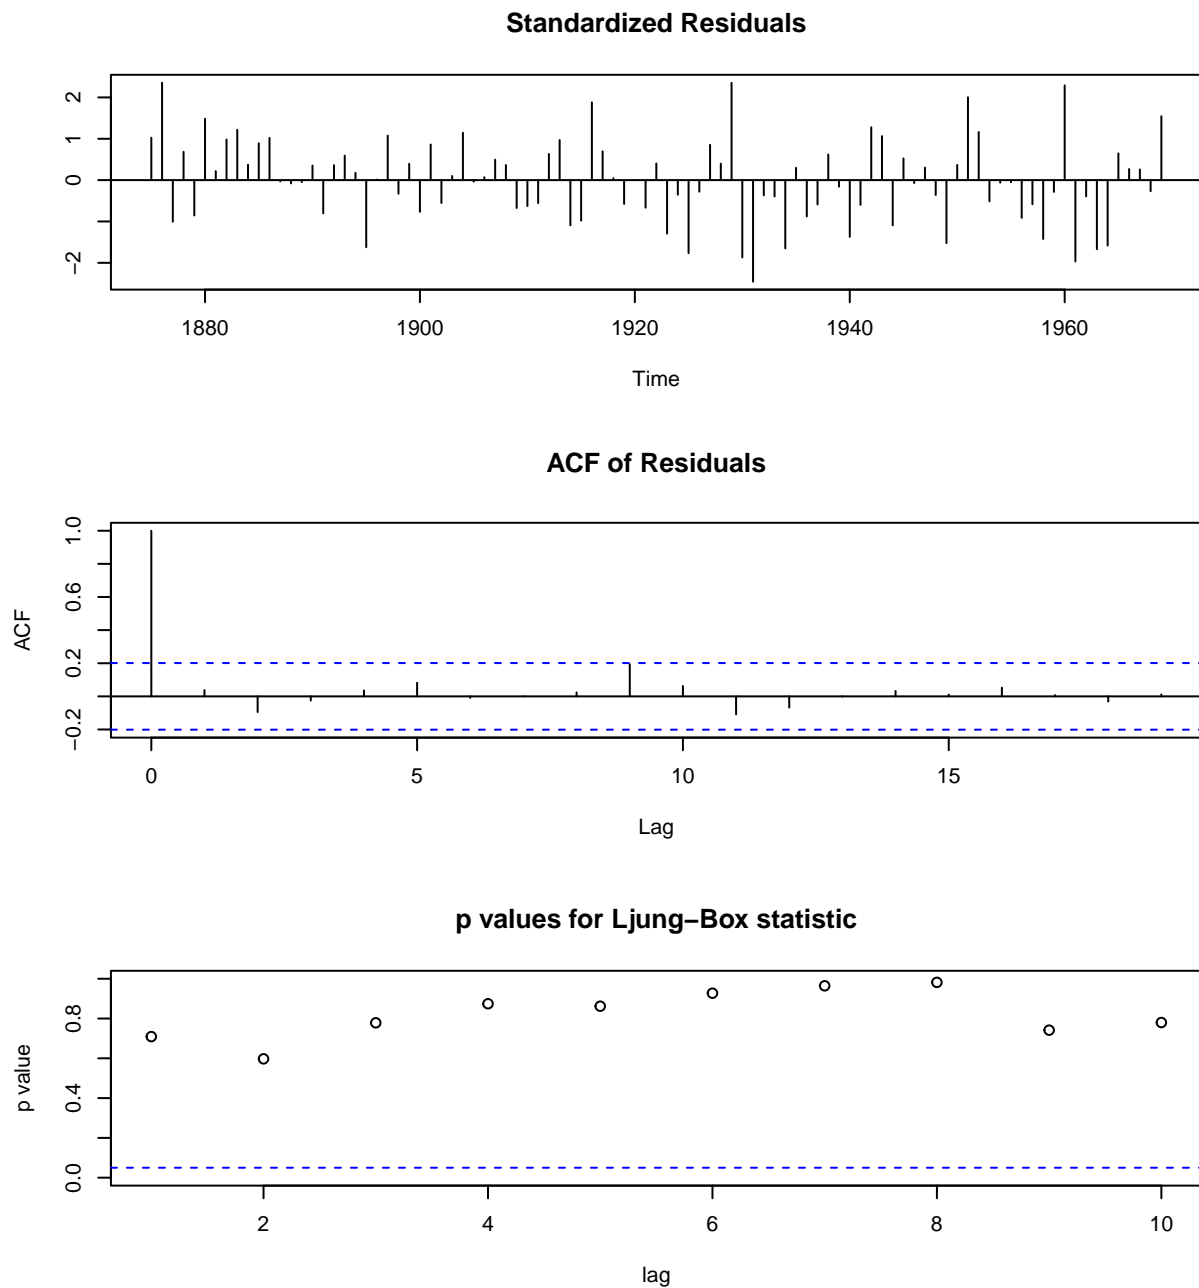 Standardized Residuals
2
1
0
−2
1880 1900 1920 1940 1960
Time
ACF of Residuals
1.0
0.6
0.2
−0.2
ACF
0 5 10 15
Lag
p values for Ljung−Box statistic
0.8
0.4
0.0
p value
2 4 6 8 10
lag